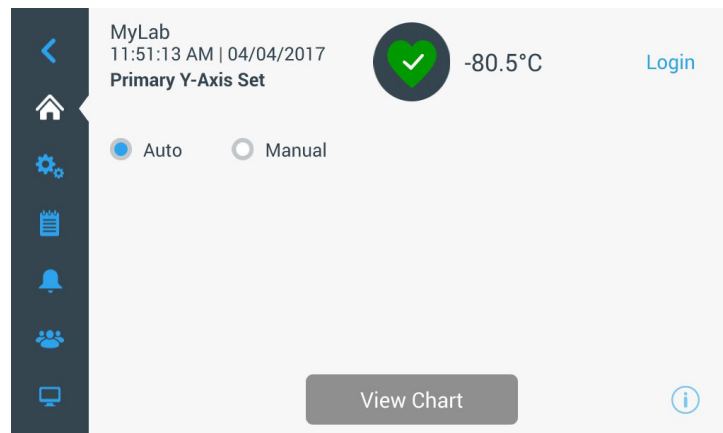 MyLab
11:51:13 AM | 04/04/2017
Primary Y-Axis Set
-80.5°C
Login
Auto
Manual
View Chart
i